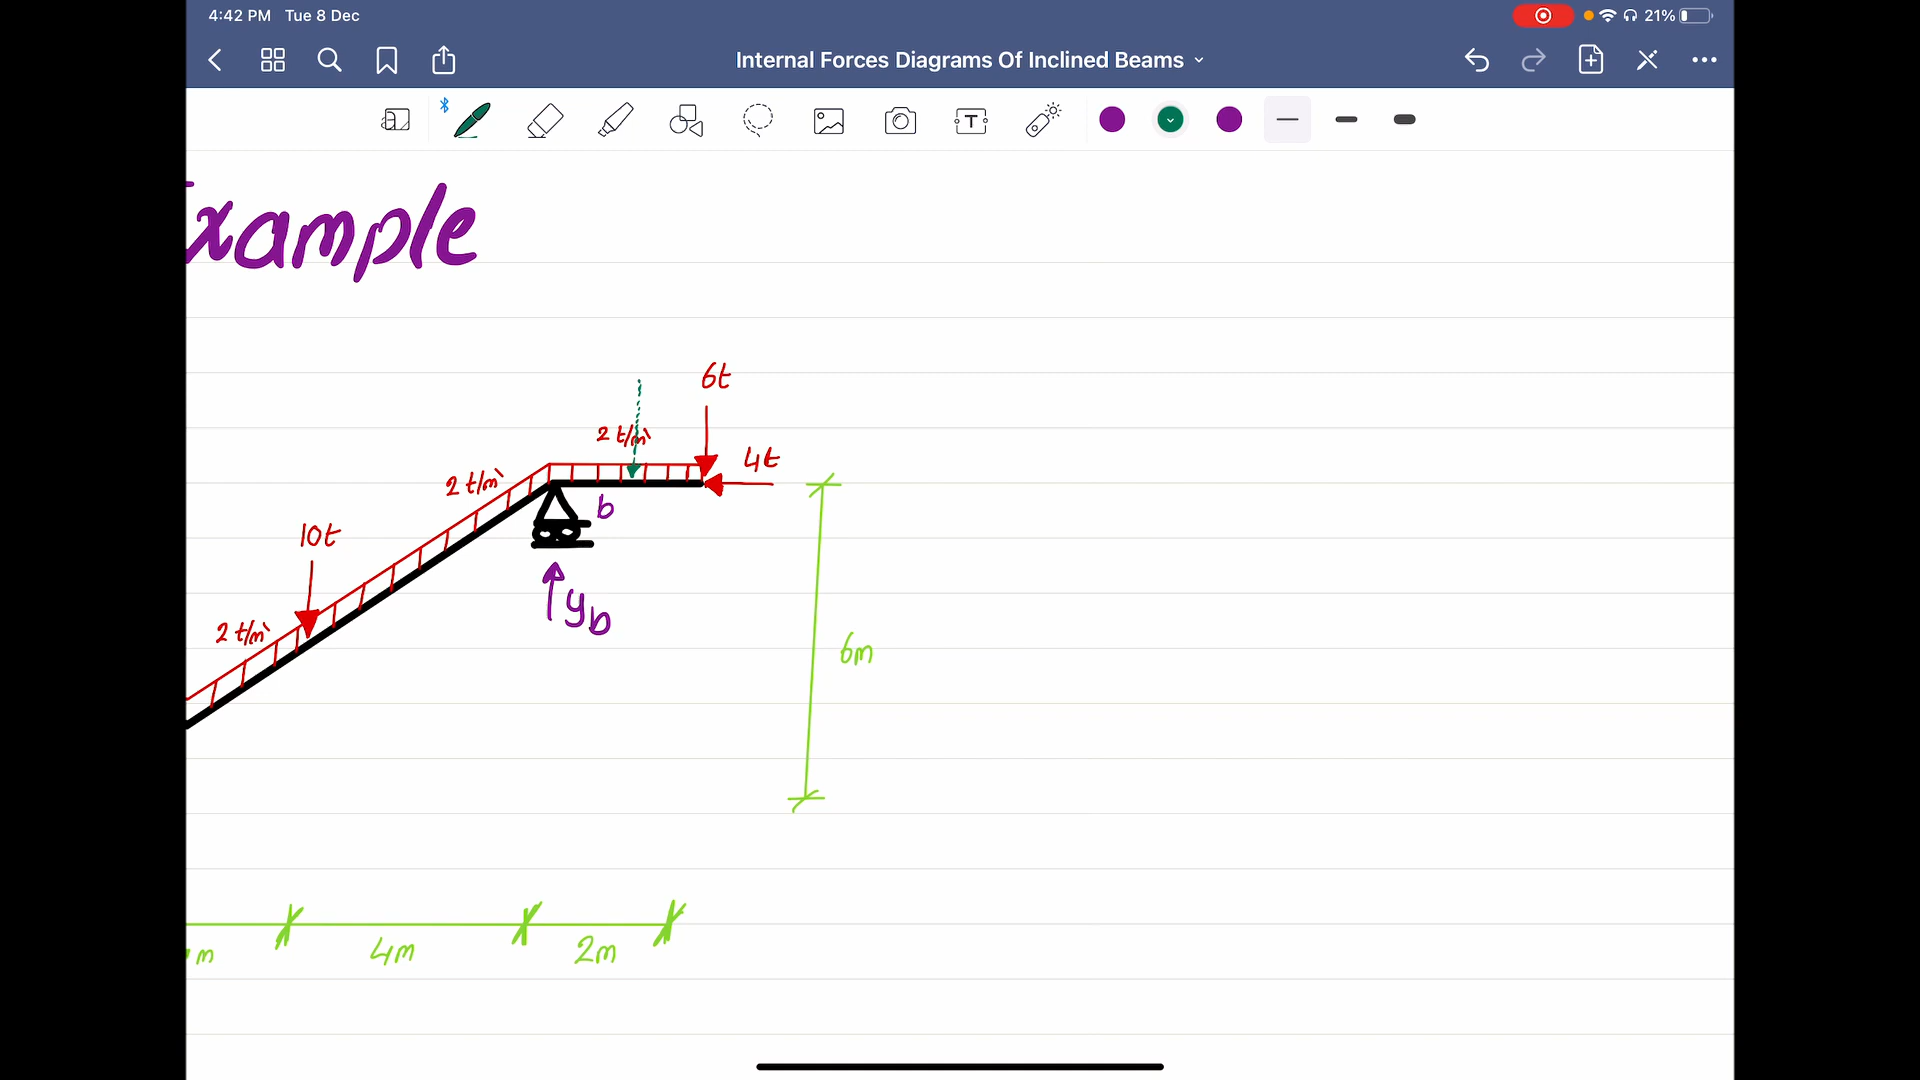 4:42 PM Tue 8 Dec
21%
Internal Forces Diagrams Of Inclined Beams
T
xample
6t
2 t/m`
4t
2 t/m`
b
10t
yb
2 t/m`
6m
m
4m
2m